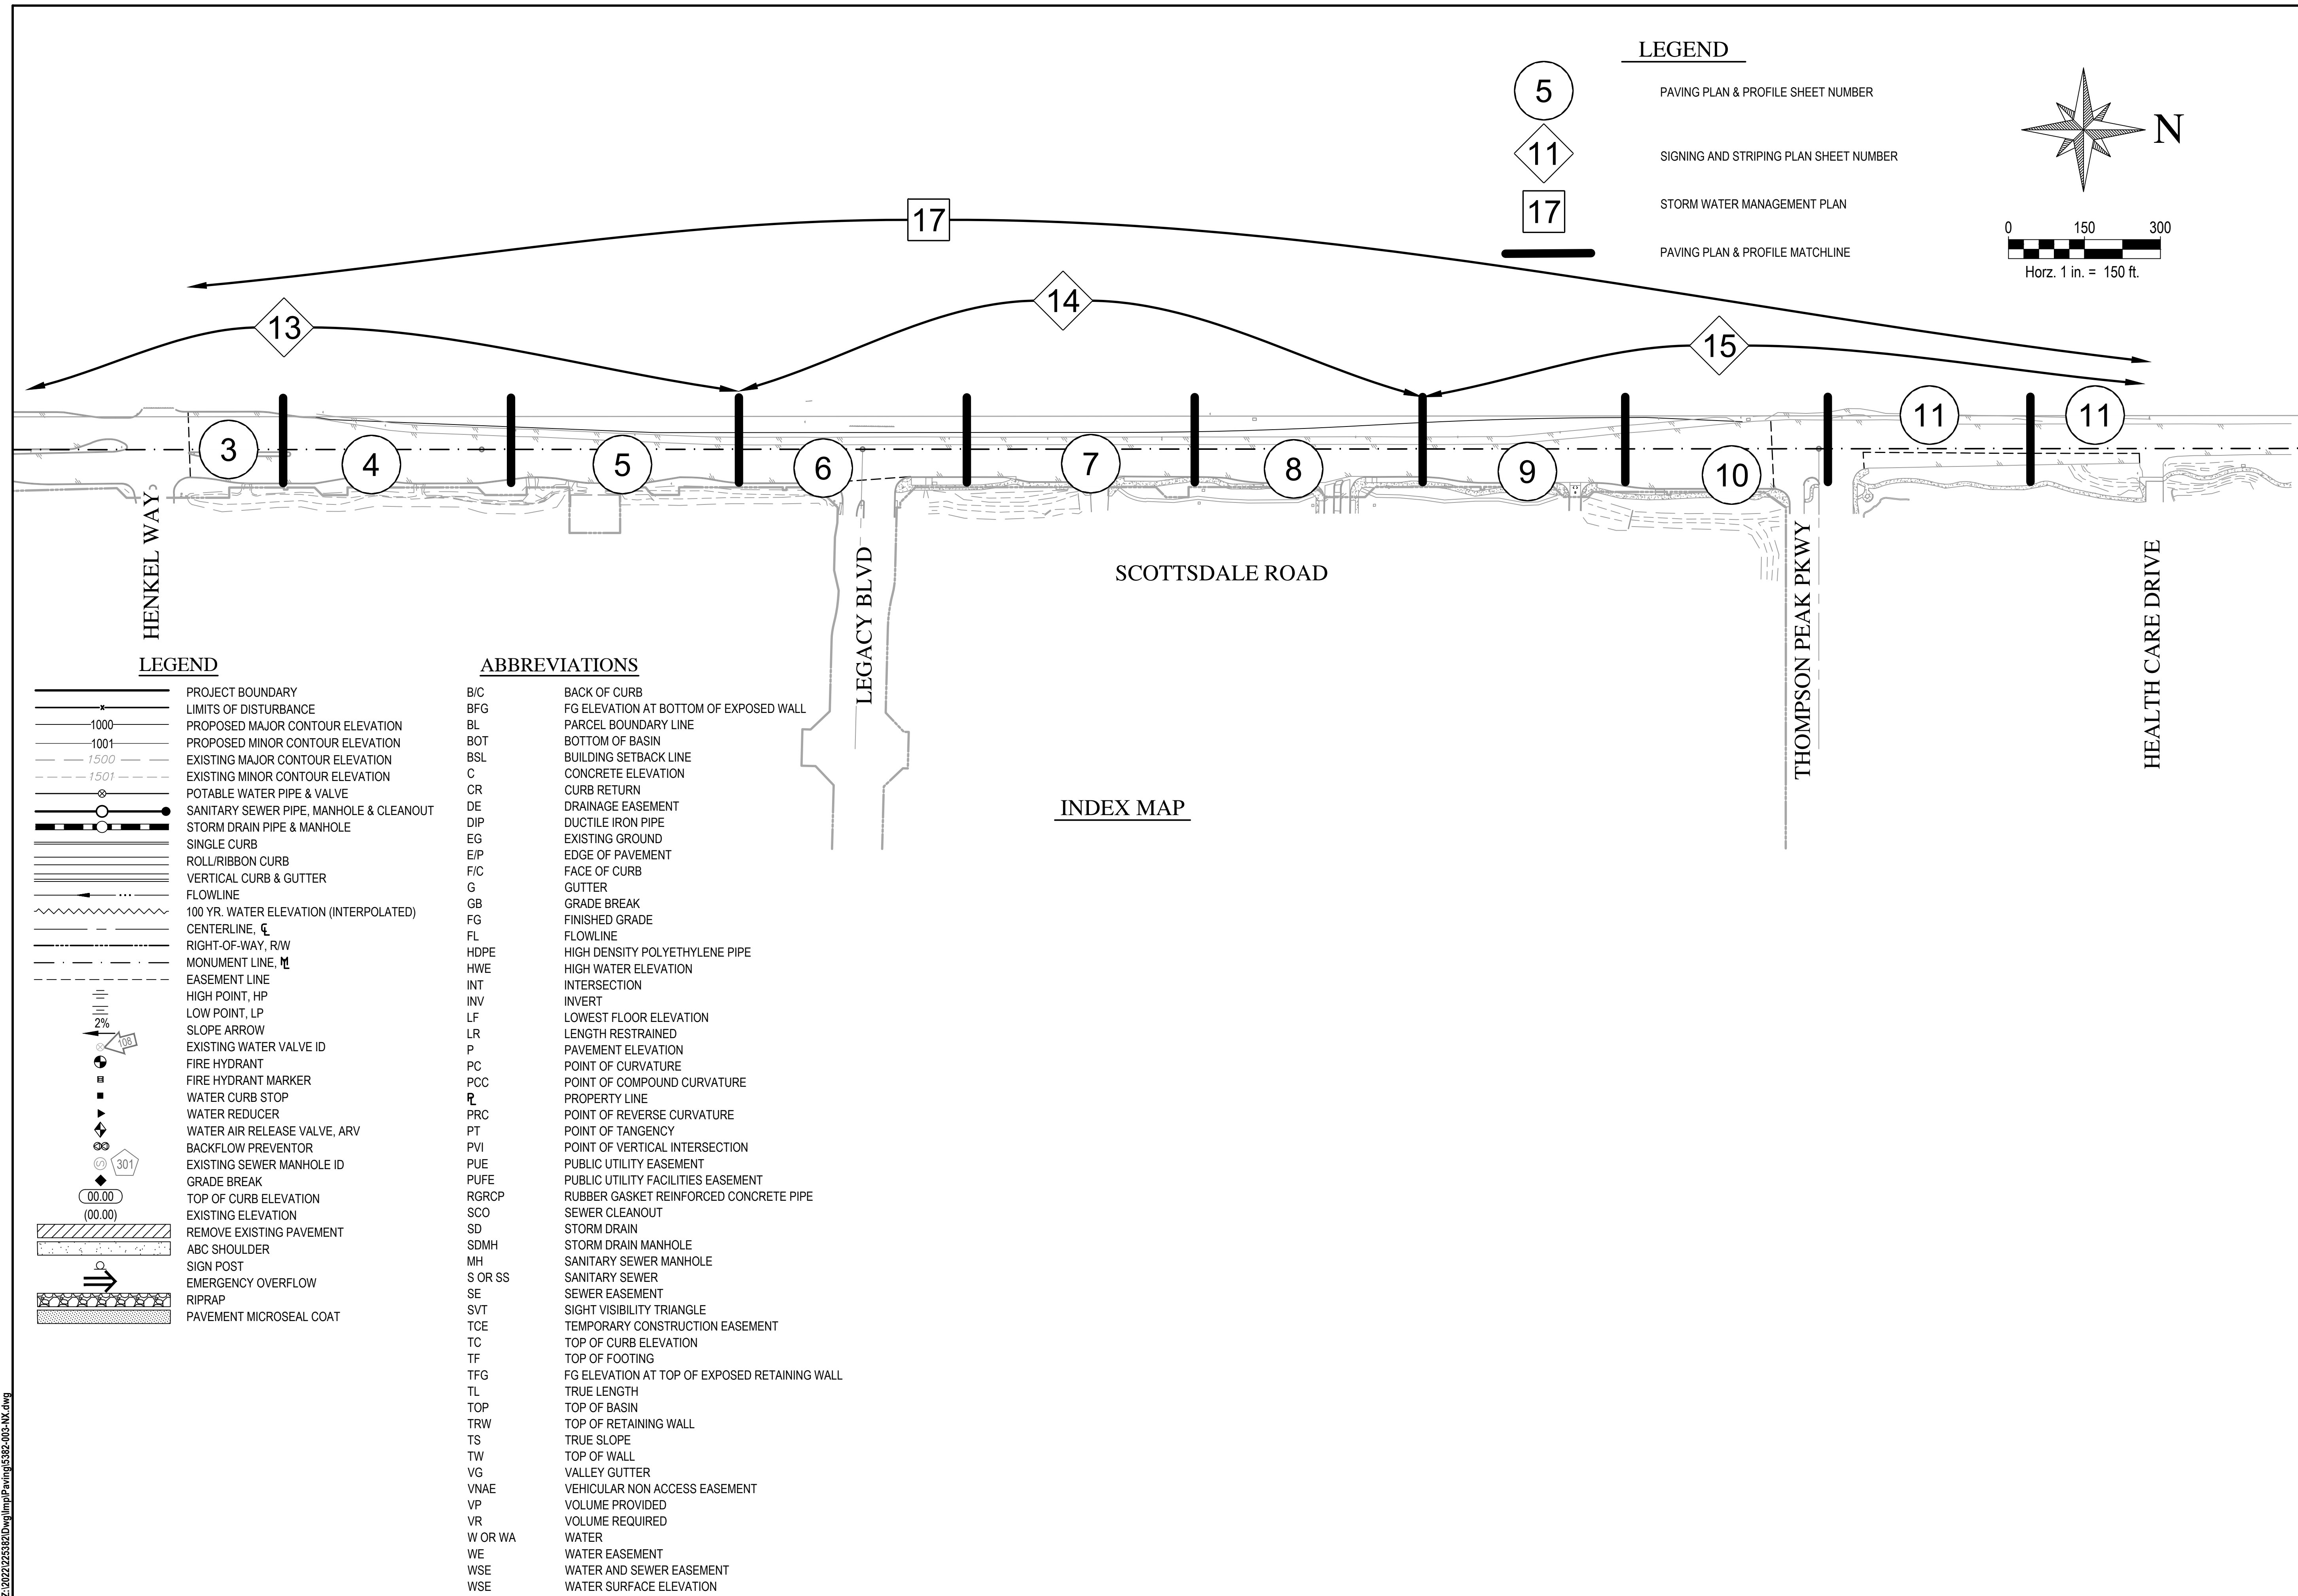 LEGEND
5
PAVING PLAN & PROFILE SHEET NUMBER
11
SIGNING AND STRIPING PLAN SHEET NUMBER
17
STORM WATER MANAGEMENT PLAN
PAVING PLAN & PROFILE MATCHLINE
N
0 150 300
Horz. 1 in. = 150 ft.
17
13
14
15
3
4
5
6
7
8
9
10
11
11
HENKEL WAY
LEGACY BLVD
SCOTTSDALE ROAD
THOMPSON PEAK PKWY
HEALTH CARE DRIVE
INDEX MAP
LEGEND
PROJECT BOUNDARY
x LIMITS OF DISTURBANCE
1000 PROPOSED MAJOR CONTOUR ELEVATION
1001 PROPOSED MINOR CONTOUR ELEVATION
1500 EXISTING MAJOR CONTOUR ELEVATION
1501 EXISTING MINOR CONTOUR ELEVATION
POTABLE WATER PIPE & VALVE
SANITARY SEWER PIPE, MANHOLE & CLEANOUT
STORM DRAIN PIPE & MANHOLE
SINGLE CURB
ROLL/RIBBON CURB
VERTICAL CURB & GUTTER
FLOWLINE
100 YR. WATER ELEVATION (INTERPOLATED)
CENTERLINE, ℄
RIGHT-OF-WAY, R/W
MONUMENT LINE, ML
EASEMENT LINE
HIGH POINT, HP
LOW POINT, LP
2%
SLOPE ARROW
108 EXISTING WATER VALVE ID
FIRE HYDRANT
FIRE HYDRANT MARKER
WATER CURB STOP
WATER REDUCER
WATER AIR RELEASE VALVE, ARV
BACKFLOW PREVENTOR
S 301 EXISTING SEWER MANHOLE ID
GRADE BREAK
00.00 TOP OF CURB ELEVATION
(00.00) EXISTING ELEVATION
REMOVE EXISTING PAVEMENT
ABC SHOULDER
SIGN POST
EMERGENCY OVERFLOW
RIPRAP
PAVEMENT MICROSEAL COAT
ABBREVIATIONS
B/C BACK OF CURB
BFG FG ELEVATION AT BOTTOM OF EXPOSED WALL
BL PARCEL BOUNDARY LINE
BOT BOTTOM OF BASIN
BSL BUILDING SETBACK LINE
C CONCRETE ELEVATION
CR CURB RETURN
DE DRAINAGE EASEMENT
DIP DUCTILE IRON PIPE
EG EXISTING GROUND
E/P EDGE OF PAVEMENT
F/C FACE OF CURB
G GUTTER
GB GRADE BREAK
FG FINISHED GRADE
FL FLOWLINE
HDPE HIGH DENSITY POLYETHYLENE PIPE
HWE HIGH WATER ELEVATION
INT INTERSECTION
INV INVERT
LF LOWEST FLOOR ELEVATION
LR LENGTH RESTRAINED
P PAVEMENT ELEVATION
PC POINT OF CURVATURE
PCC POINT OF COMPOUND CURVATURE
PL PROPERTY LINE
PRC POINT OF REVERSE CURVATURE
PT POINT OF TANGENCY
PVI POINT OF VERTICAL INTERSECTION
PUE PUBLIC UTILITY EASEMENT
PUFE PUBLIC UTILITY FACILITIES EASEMENT
RGRCP RUBBER GASKET REINFORCED CONCRETE PIPE
SCO SEWER CLEANOUT
SD STORM DRAIN
SDMH STORM DRAIN MANHOLE
MH SANITARY SEWER MANHOLE
S OR SS SANITARY SEWER
SE SEWER EASEMENT
SVT SIGHT VISIBILITY TRIANGLE
TCE TEMPORARY CONSTRUCTION EASEMENT
TC TOP OF CURB ELEVATION
TF TOP OF FOOTING
TFG FG ELEVATION AT TOP OF EXPOSED RETAINING WALL
TL TRUE LENGTH
TOP TOP OF BASIN
TRW TOP OF RETAINING WALL
TS TRUE SLOPE
TW TOP OF WALL
VG VALLEY GUTTER
VNAE VEHICULAR NON ACCESS EASEMENT
VP VOLUME PROVIDED
VR VOLUME REQUIRED
W OR WA WATER
WE WATER EASEMENT
WSE WATER AND SEWER EASEMENT
WSE WATER SURFACE ELEVATION
Z:\2022\225382\Dwg\Imp\Paving\5382-003-NX.dwg